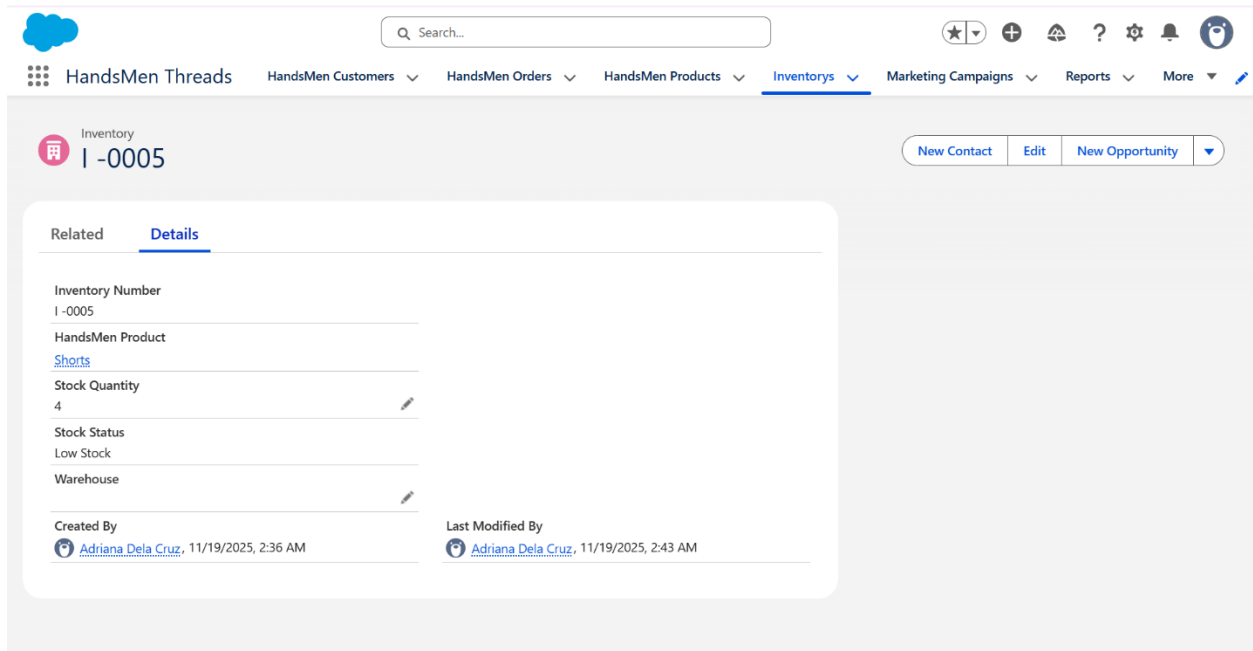 Search...
HandsMen Threads HandsMen Customers HandsMen Orders HandsMen Products Inventorys Marketing Campaigns Reports More
Inventory
I -0005
New Contact Edit New Opportunity
Related Details
Inventory Number
I -0005
HandsMen Product
Shorts
Stock Quantity
4
Stock Status
Low Stock
Warehouse
Created By Last Modified By
Adriana Dela Cruz, 11/19/2025, 2:36 AM Adriana Dela Cruz, 11/19/2025, 2:43 AM